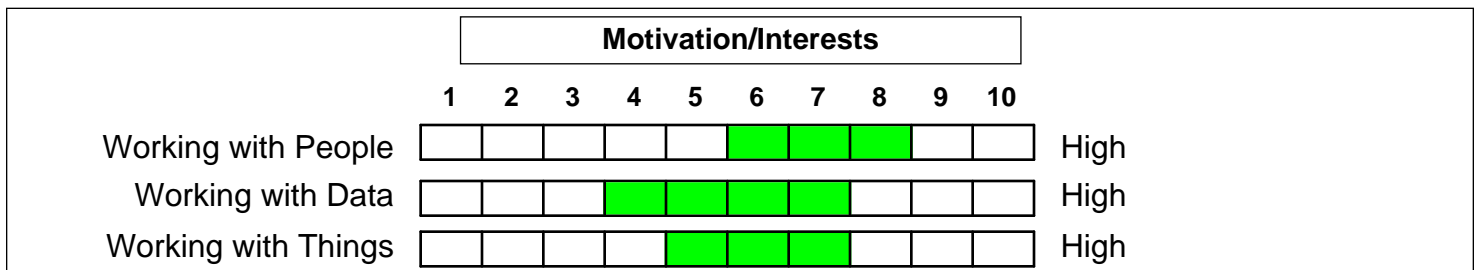 Motivation/Interests
1 2 3 4 5 6 7 8 9 10
Working with People High
Working with Data High
Working with Things High